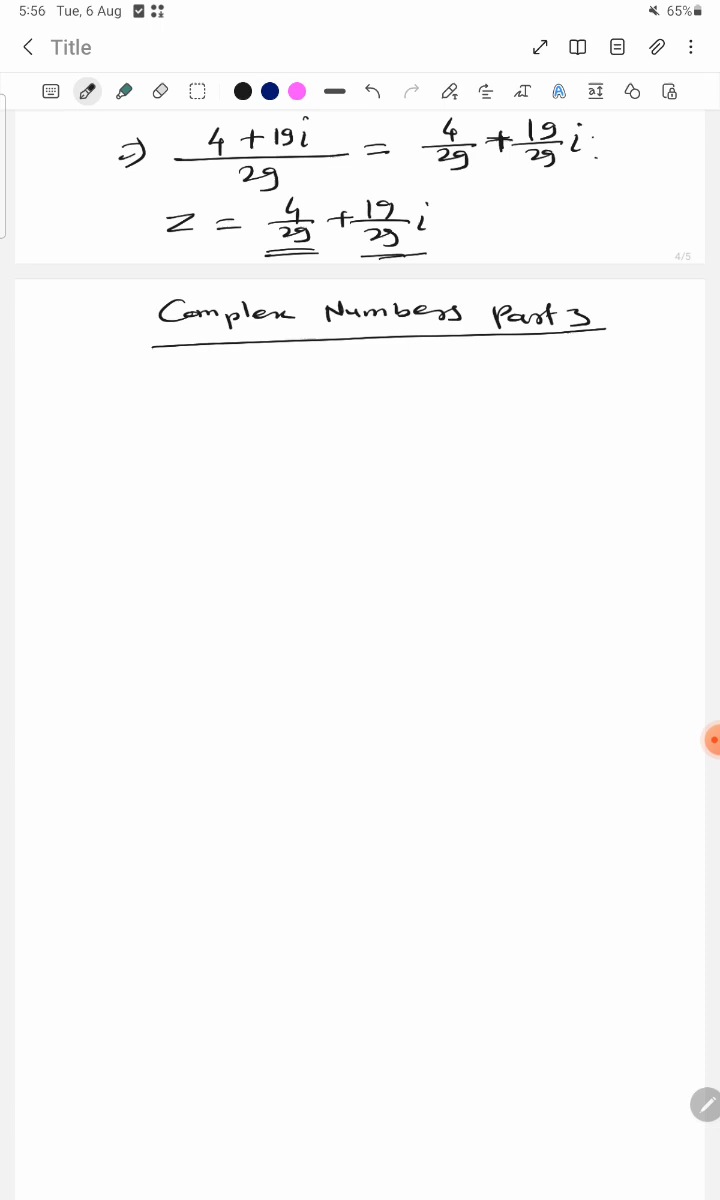 5:56 Tue, 6 Aug 65%
Title
⇒) 4 + 19i / 29 = 4/29 + 19/29 i
Z = 4/29 + 19/29 i
4/5
Complex Numbers Part 3